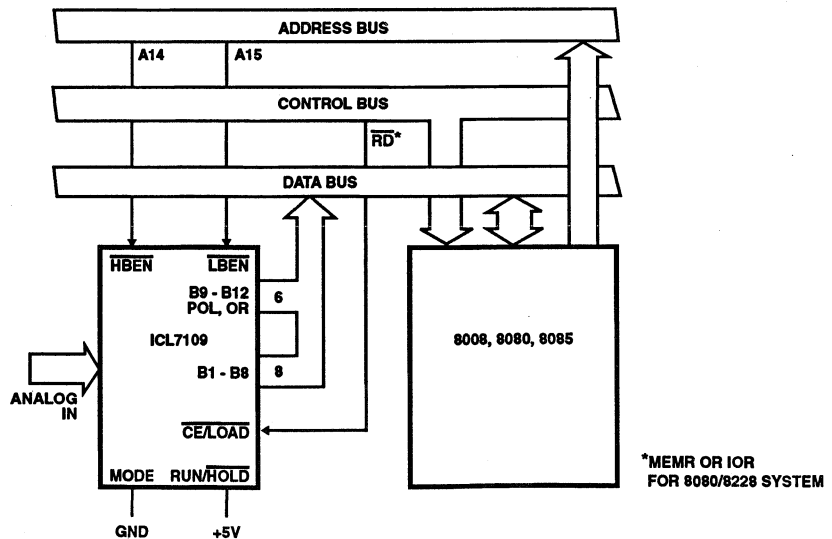 ADDRESS BUS
A14
A15
CONTROL BUS
RD*
DATA BUS
HBEN
LBEN
B9 - B12
POL, OR
6
ICL7109
8008, 8080, 8085
B1 - B8
8
ANALOG
IN
CE/LOAD
MODE
RUN/HOLD
*MEMR OR IOR
FOR 8080/8228 SYSTEM
GND
+5V